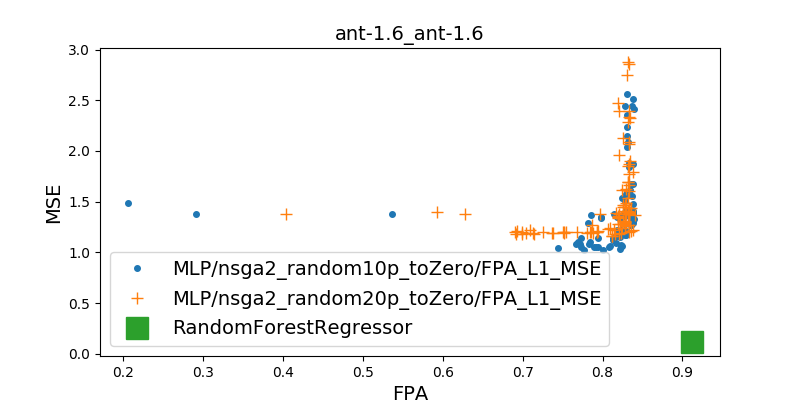 ant-1.6_ant-1.6
3.0
2.5
2.0
1.5
1.0
0.5
0.0
MSE
MLP/nsga2_random10p_toZero/FPA_L1_MSE
MLP/nsga2_random20p_toZero/FPA_L1_MSE
RandomForestRegressor
0.2 0.3 0.4 0.5 0.6 0.7 0.8 0.9
FPA